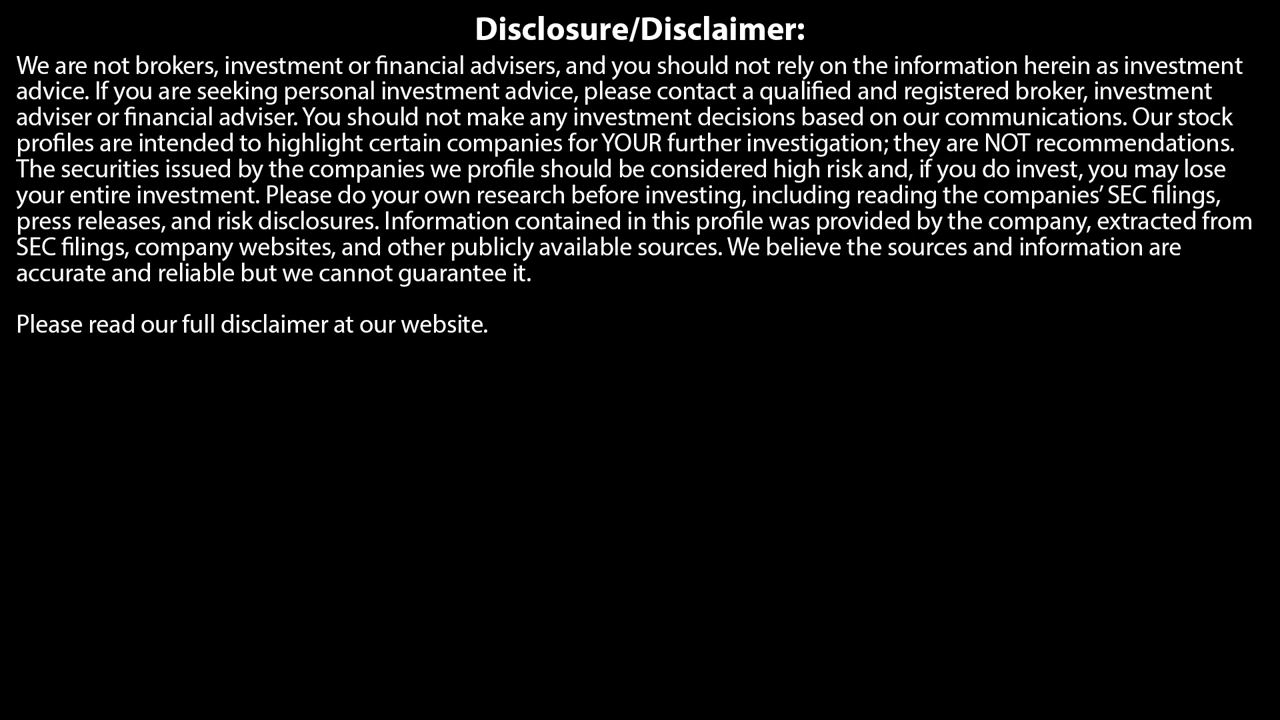 Disclosure/Disclaimer:
We are not brokers, investment or financial advisers, and you should not rely on the information herein as investment
advice. If you are seeking personal investment advice, please contact a qualified and registered broker, investment
adviser or financial adviser. You should not make any investment decisions based on our communications. Our stock
profiles are intended to highlight certain companies for YOUR further investigation; they are NOT recommendations.
The securities issued by the companies we profile should be considered high risk and, if you do invest, you may lose
your entire investment. Please do your own research before investing, including reading the companies’ SEC filings,
press releases, and risk disclosures. Information contained in this profile was provided by the company, extracted from
SEC filings, company websites, and other publicly available sources. We believe the sources and information are
accurate and reliable but we cannot guarantee it.
Please read our full disclaimer at our website.